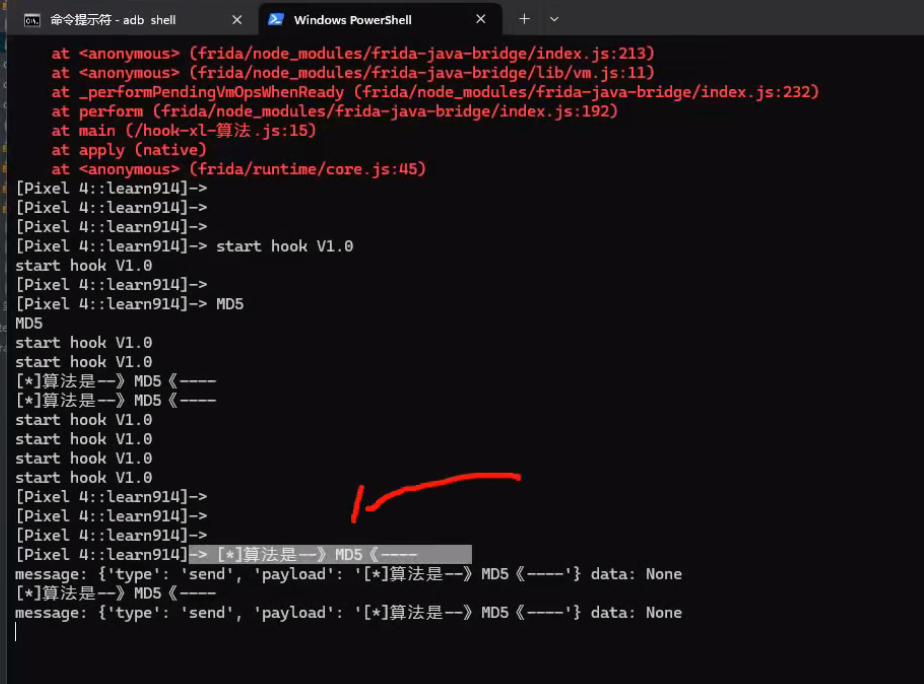 命令提示符 - adb  shell
Windows PowerShell
at <anonymous> (frida/node_modules/frida-java-bridge/index.js:213)
at <anonymous> (frida/node_modules/frida-java-bridge/lib/vm.js:11)
at _performPendingVmOpsWhenReady (frida/node_modules/frida-java-bridge/index.js:232)
at perform (frida/node_modules/frida-java-bridge/index.js:192)
at main (/hook-xl-算法.js:15)
at apply (native)
at <anonymous> (frida/runtime/core.js:45)
[Pixel 4::learn914]->
[Pixel 4::learn914]->
[Pixel 4::learn914]->
[Pixel 4::learn914]-> start hook V1.0
start hook V1.0
[Pixel 4::learn914]->
[Pixel 4::learn914]-> MD5
MD5
start hook V1.0
start hook V1.0
[*]算法是--》MD5《----
[*]算法是--》MD5《----
start hook V1.0
start hook V1.0
start hook V1.0
start hook V1.0
[Pixel 4::learn914]->
[Pixel 4::learn914]->
[Pixel 4::learn914]->
[Pixel 4::learn914]-> [*]算法是--》MD5《----
message: {'type': 'send', 'payload': '[*]算法是--》MD5《----'} data: None
[*]算法是--》MD5《----
message: {'type': 'send', 'payload': '[*]算法是--》MD5《----'} data: None